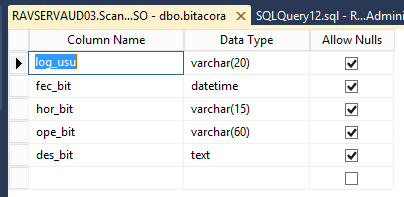 RAVSERVAUD03.Scan...SO - dbo.bitacora SQLQuery12.sql - R...Admini
Column Name Data Type Allow Nulls
log_usu varchar(20)
fec_bit datetime
hor_bit varchar(15)
ope_bit varchar(60)
des_bit text